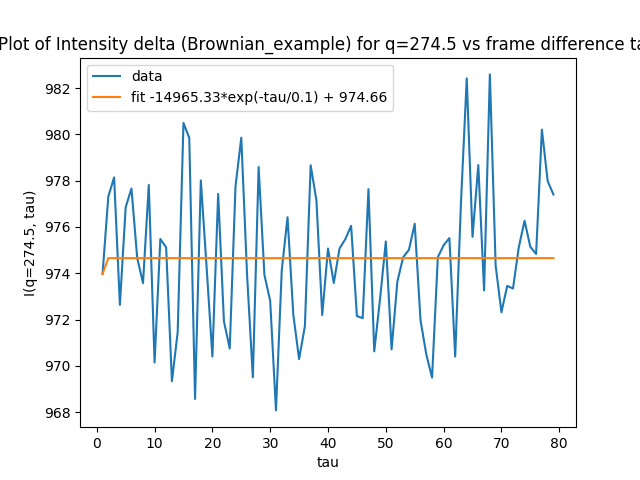 Plot of Intensity delta (Brownian_example) for q=274.5 vs frame difference ta
data
fit -14965.33*exp(-tau/0.1) + 974.66
I(q=274.5, tau)
982
980
978
976
974
972
970
968
0 10 20 30 40 50 60 70 80
tau